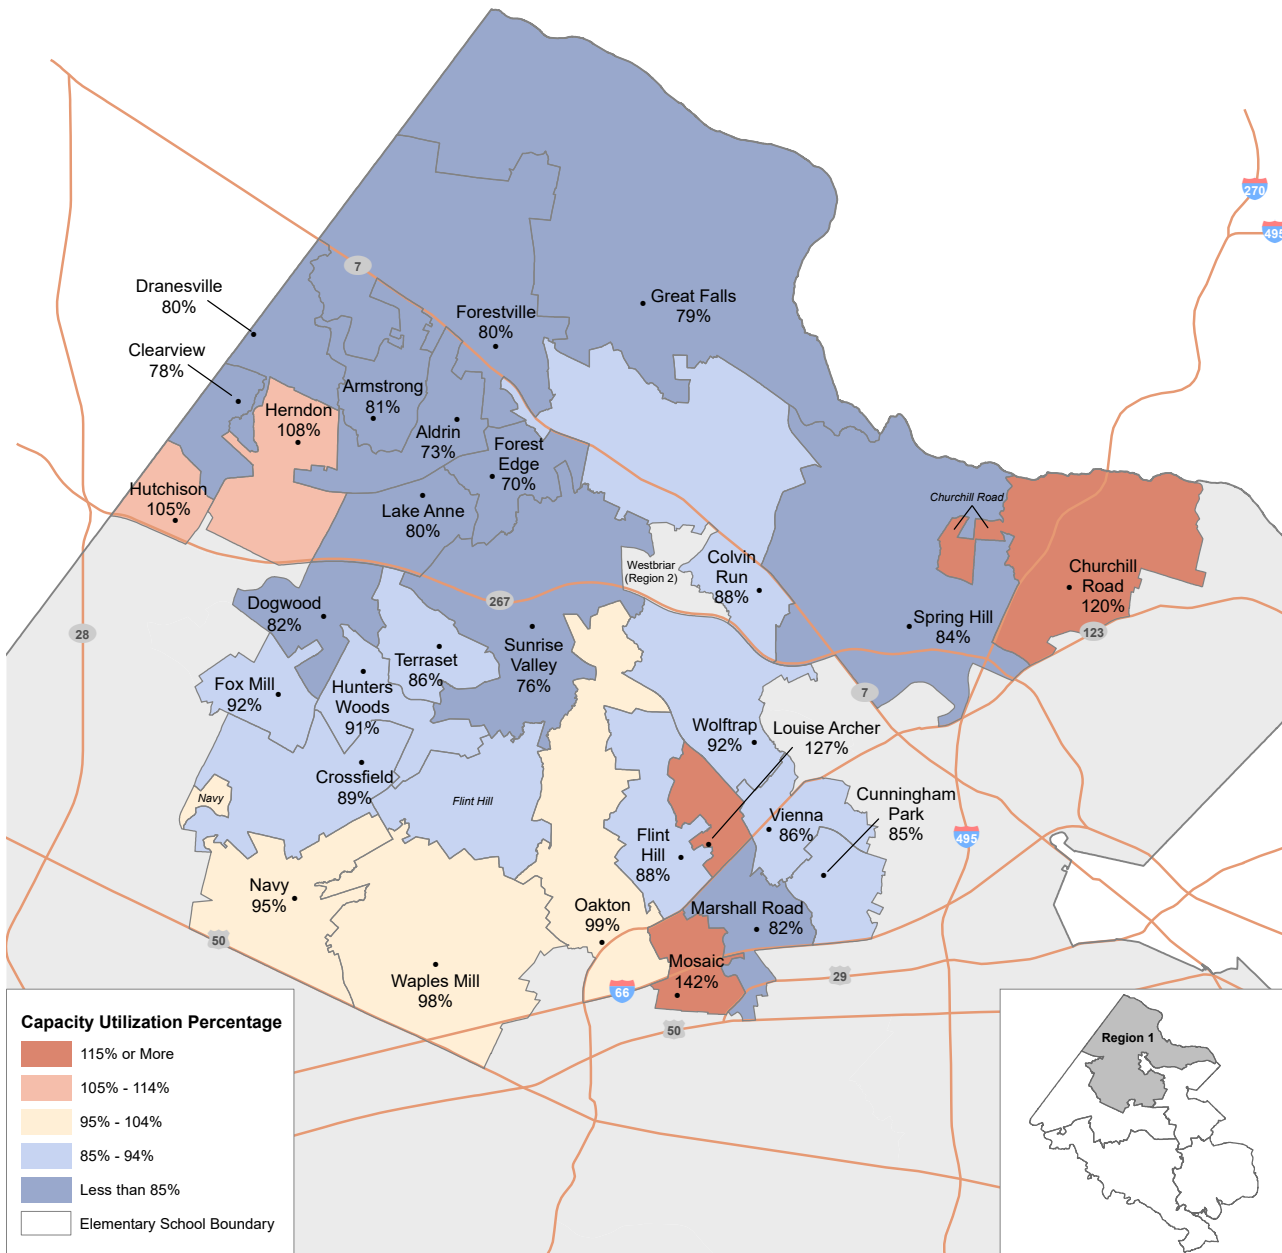 270
495
7
Dranesville
80%
Great Falls
79%
Forestville
80%
Clearview
78%
Armstrong
81%
Herndon
108%
Aldrin
73%
Forest
Edge
70%
Hutchison
105%
Lake Anne
80%
Churchill Road
Westbriar
(Region 2)
Colvin
Run
88%
Churchill
Road
120%
267
Dogwood
82%
Spring Hill
84%
123
28
Sunrise
Valley
76%
Terraset
86%
Fox Mill
92%
Hunters
Woods
91%
7
Wolftrap
92%
Louise Archer
127%
Crossfield
89%
Navy
Flint Hill
Cunningham
Park
85%
Vienna
86%
495
Flint
Hill
88%
Navy
95%
Oakton
99%
Marshall Road
82%
50
Waples Mill
98%
Mosaic
142%
29
66
50
Capacity Utilization Percentage
115% or More
105% - 114%
95% - 104%
85% - 94%
Less than 85%
Elementary School Boundary
Region 1